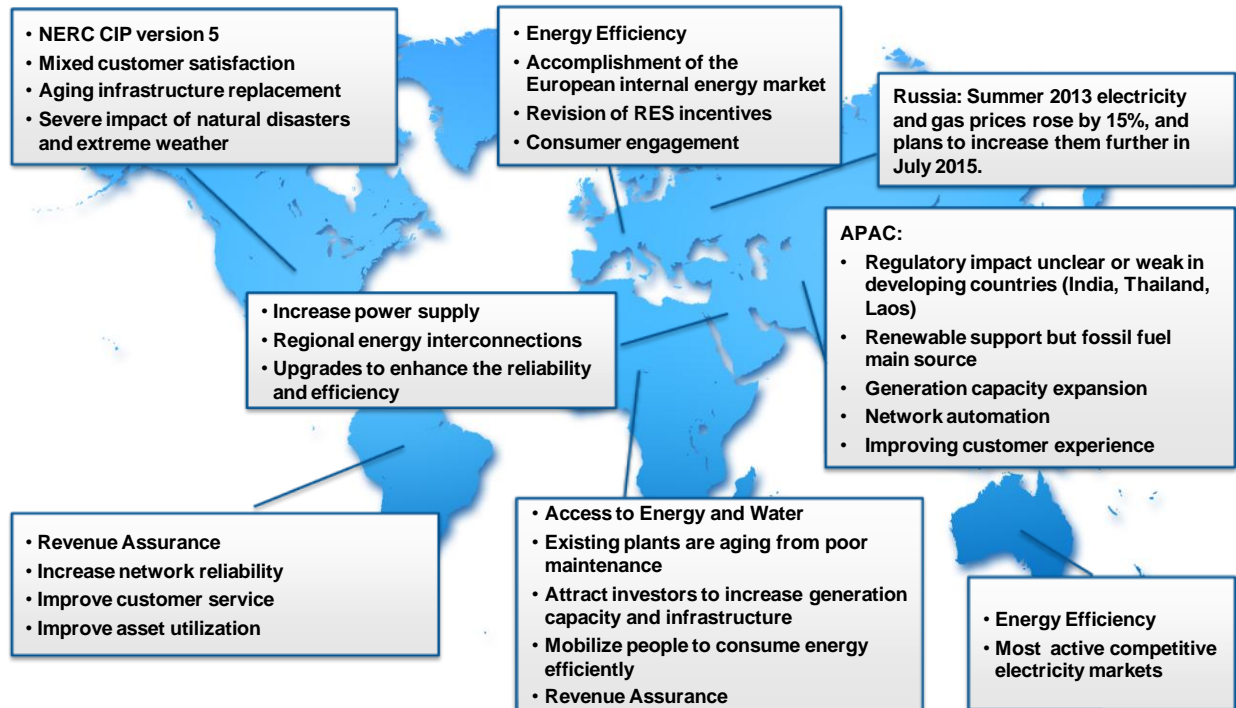 • NERC CIP version 5
• Mixed customer satisfaction
• Aging infrastructure replacement
• Severe impact of natural disasters
and extreme weather
• Energy Efficiency
• Accomplishment of the
European internal energy market
• Revision of RES incentives
• Consumer engagement
Russia: Summer 2013 electricity
and gas prices rose by 15%, and
plans to increase them further in
July 2015.
APAC:
• Regulatory impact unclear or weak in
developing countries (India, Thailand,
Laos)
• Renewable support but fossil fuel
main source
• Generation capacity expansion
• Network automation
• Improving customer experience
• Increase power supply
• Regional energy interconnections
• Upgrades to enhance the reliability
and efficiency
• Revenue Assurance
• Increase network reliability
• Improve customer service
• Improve asset utilization
• Access to Energy and Water
• Existing plants are aging from poor
maintenance
• Attract investors to increase generation
capacity and infrastructure
• Mobilize people to consume energy
efficiently
• Revenue Assurance
• Energy Efficiency
• Most active competitive
electricity markets